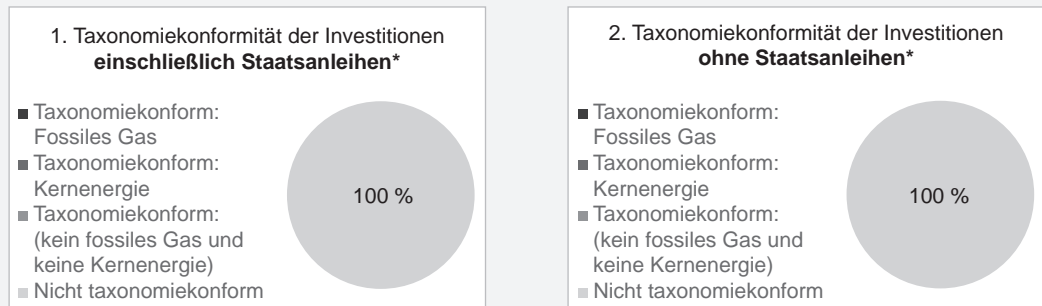 1. Taxonomiekonformität der Investitionen
einschließlich Staatsanleihen*
Taxonomiekonform:
Fossiles Gas
Taxonomiekonform:
Kernenergie
Taxonomiekonform:
(kein fossiles Gas und
keine Kernenergie)
Nicht taxonomiekonform
100 %
2. Taxonomiekonformität der Investitionen
ohne Staatsanleihen*
Taxonomiekonform:
Fossiles Gas
Taxonomiekonform:
Kernenergie
Taxonomiekonform:
(kein fossiles Gas und
keine Kernenergie)
Nicht taxonomiekonform
100 %